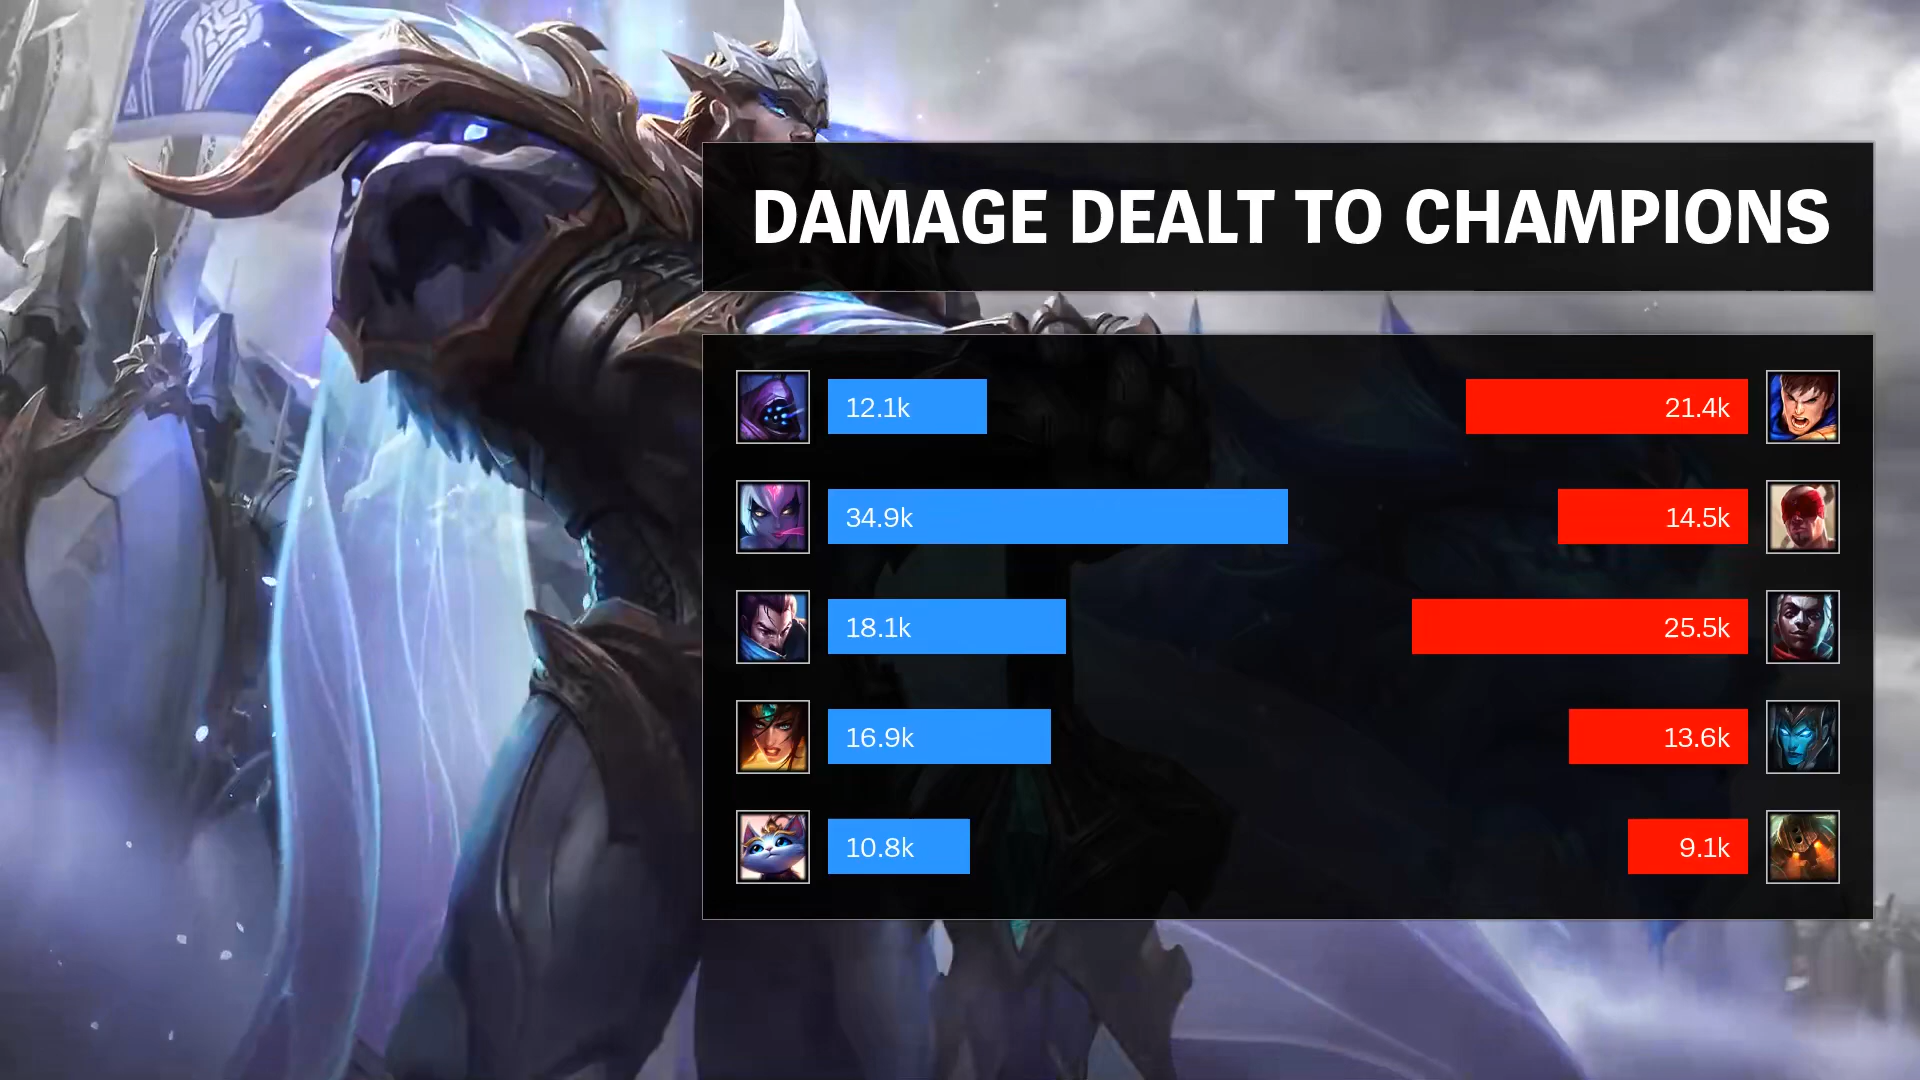 DAMAGE DEALT TO CHAMPIONS
12.1k 21.4k
34.9k 14.5k
18.1k 25.5k
16.9k 13.6k
10.8k 9.1k